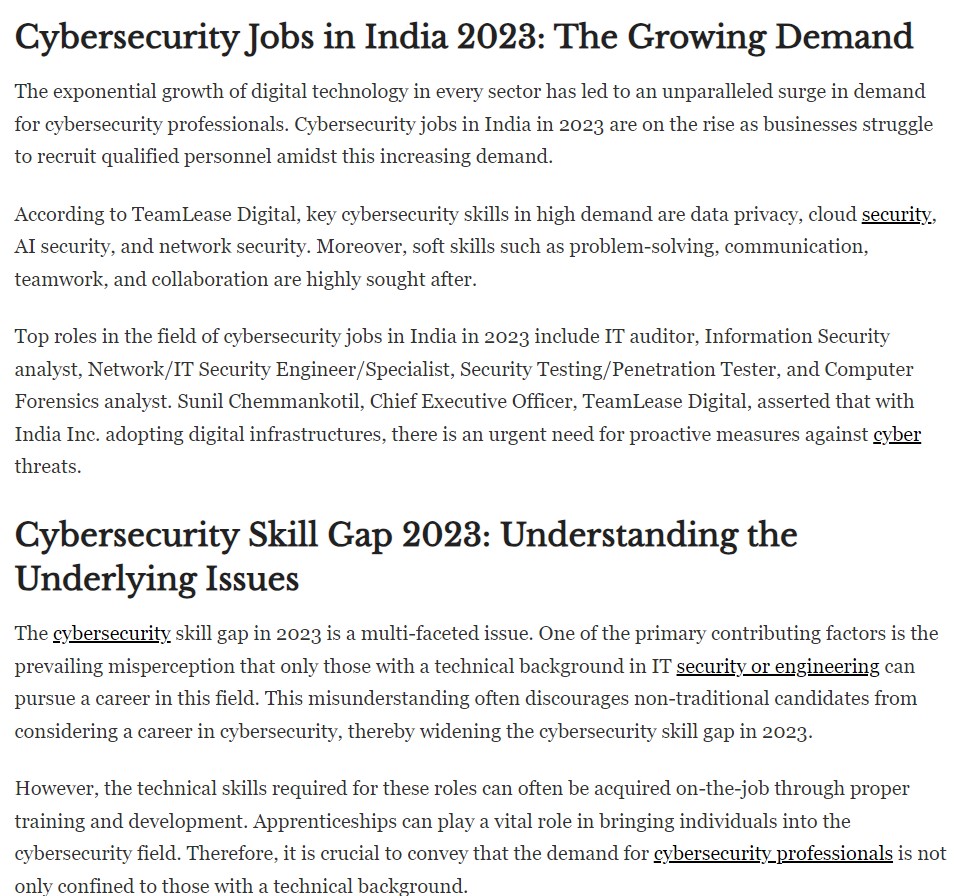 Cybersecurity Jobs in India 2023: The Growing Demand
The exponential growth of digital technology in every sector has led to an unparalleled surge in demand
for cybersecurity professionals. Cybersecurity jobs in India in 2023 are on the rise as businesses struggle
to recruit qualified personnel amidst this increasing demand.
According to TeamLease Digital, key cybersecurity skills in high demand are data privacy, cloud security,
AI security, and network security. Moreover, soft skills such as problem-solving, communication,
teamwork, and collaboration are highly sought after.
Top roles in the field of cybersecurity jobs in India in 2023 include IT auditor, Information Security
analyst, Network/IT Security Engineer/Specialist, Security Testing/Penetration Tester, and Computer
Forensics analyst. Sunil Chemmankotil, Chief Executive Officer, TeamLease Digital, asserted that with
India Inc. adopting digital infrastructures, there is an urgent need for proactive measures against cyber
threats.
Cybersecurity Skill Gap 2023: Understanding the
Underlying Issues
The cybersecurity skill gap in 2023 is a multi-faceted issue. One of the primary contributing factors is the
prevailing misperception that only those with a technical background in IT security or engineering can
pursue a career in this field. This misunderstanding often discourages non-traditional candidates from
considering a career in cybersecurity, thereby widening the cybersecurity skill gap in 2023.
However, the technical skills required for these roles can often be acquired on-the-job through proper
training and development. Apprenticeships can play a vital role in bringing individuals into the
cybersecurity field. Therefore, it is crucial to convey that the demand for cybersecurity professionals is not
only confined to those with a technical background.